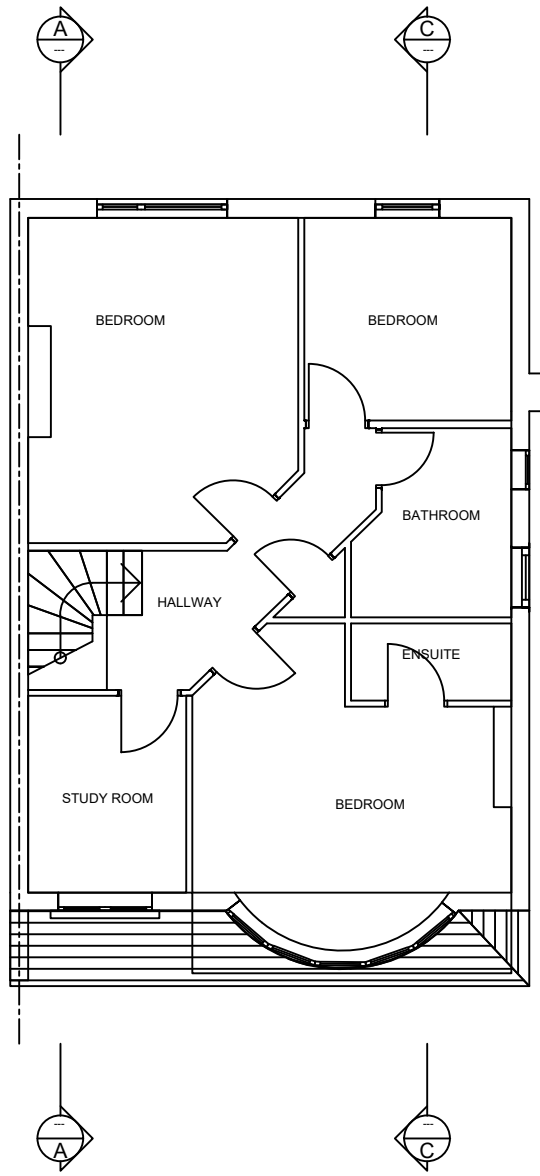 A
---
C
---
BEDROOM
BEDROOM
BATHROOM
HALLWAY
ENSUITE
STUDY ROOM
BEDROOM
---
A
---
C